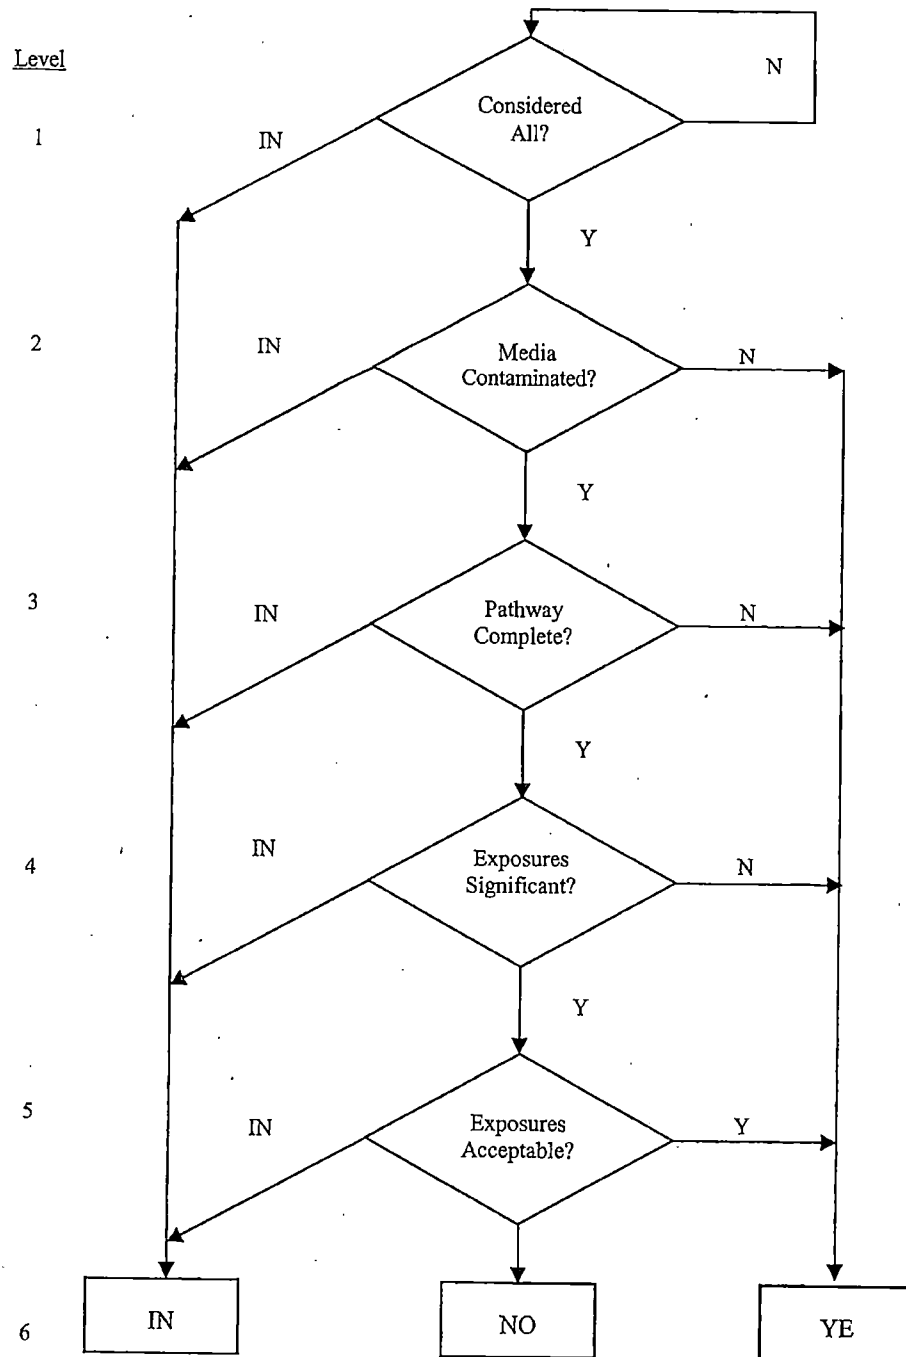 Level
N
Considered
All?
1
IN
Y
2
IN
Media
Contaminated?
N
Y
3
IN
Pathway
Complete?
N
Y
4
IN
Exposures
Significant?
N
Y
5
IN
Exposures
Acceptable?
Y
6
IN
NO
YE